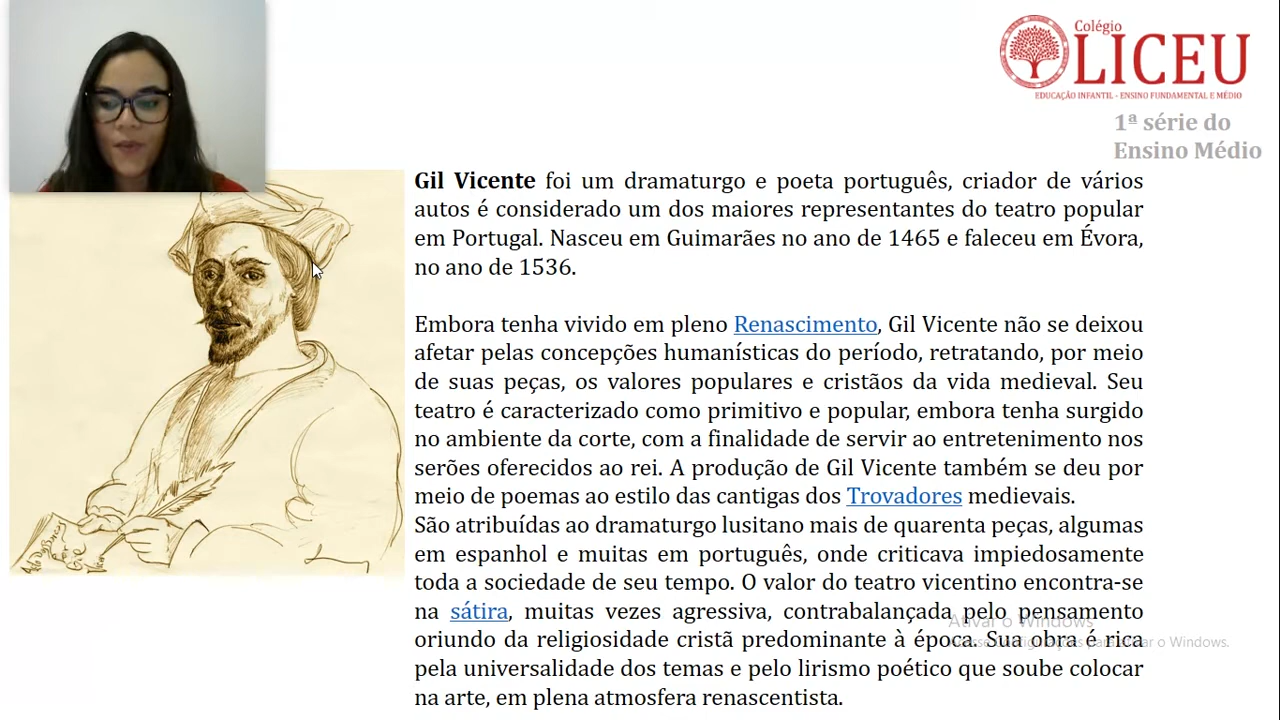 Colégio
LICEU
EDUCAÇÃO INFANTIL - ENSINO FUNDAMENTAL E MÉDIO
1ª série do
Ensino Médio
Gil Vicente foi um dramaturgo e poeta português, criador de vários
autos é considerado um dos maiores representantes do teatro popular
em Portugal. Nasceu em Guimarães no ano de 1465 e faleceu em Évora,
no ano de 1536.
Embora tenha vivido em pleno Renascimento, Gil Vicente não se deixou
afetar pelas concepções humanísticas do período, retratando, por meio
de suas peças, os valores populares e cristãos da vida medieval. Seu
teatro é caracterizado como primitivo e popular, embora tenha surgido
no ambiente da corte, com a finalidade de servir ao entretenimento nos
serões oferecidos ao rei. A produção de Gil Vicente também se deu por
meio de poemas ao estilo das cantigas dos Trovadores medievais.
São atribuídas ao dramaturgo lusitano mais de quarenta peças, algumas
em espanhol e muitas em português, onde criticava impiedosamente
toda a sociedade de seu tempo. O valor do teatro vicentino encontra-se
na sátira, muitas vezes agressiva, contrabalançada pelo pensamento
oriundo da religiosidade cristã predominante à época. Sua obra é rica
pela universalidade dos temas e pelo lirismo poético que soube colocar
na arte, em plena atmosfera renascentista.
Ativar o Windows
Acesse Configurações para ativar o Windows.